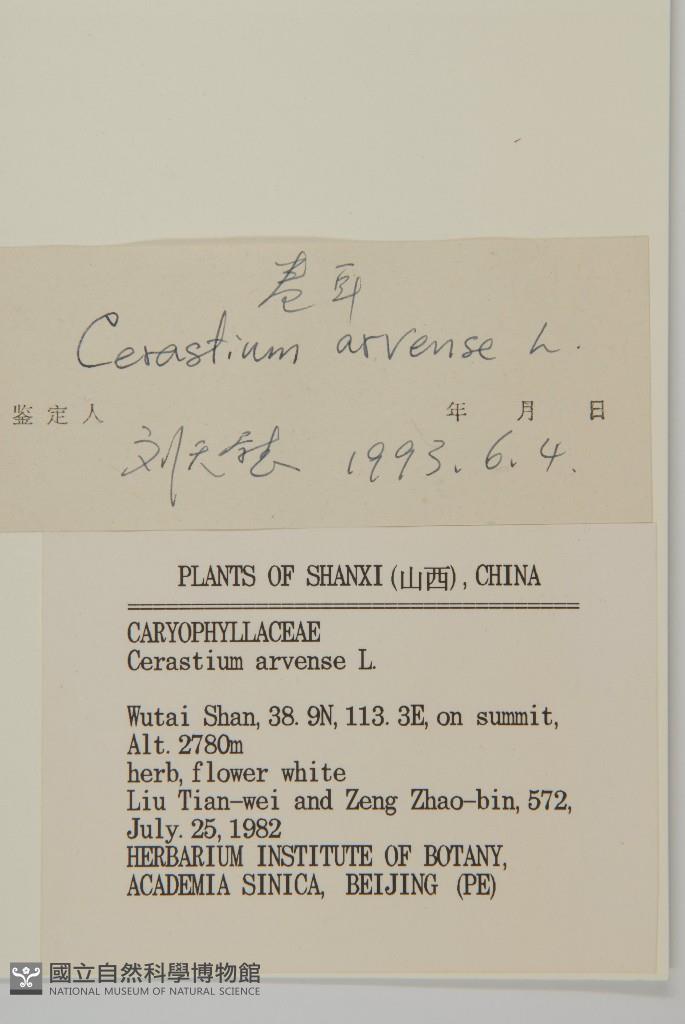 卷耳
Cerastium arvense L.
鉴定人 年 月 日
刘天 1993.6.4.
PLANTS OF SHANXI (山西), CHINA
CARYOPHYLLACEAE
Cerastium arvense L.
Wutai Shan, 38.9N, 113.3E, on summit,
Alt. 2780m
herb, flower white
Liu Tian-wei and Zeng Zhao-bin, 572,
July. 25, 1982
HERBARIUM INSTITUTE OF BOTANY,
ACADEMIA SINICA, BEIJING (PE)
國立自然科學博物館
NATIONAL MUSEUM OF NATURAL SCIENCE